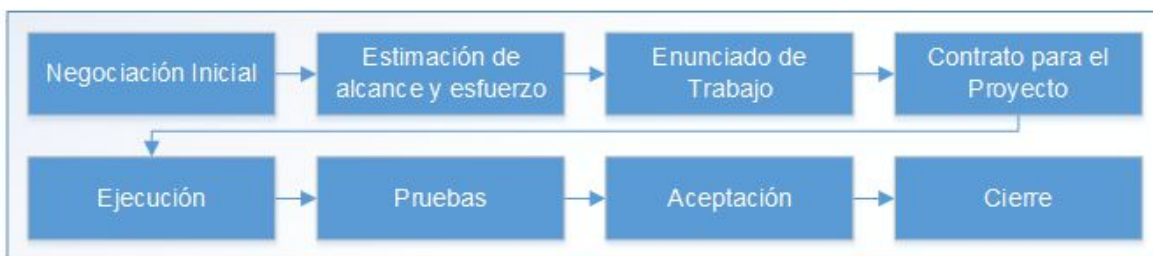 Negociación Inicial
Estimación de
alcance y esfuerzo
Enunciado de
Trabajo
Contrato para el
Proyecto
Ejecución
Pruebas
Aceptación
Cierre